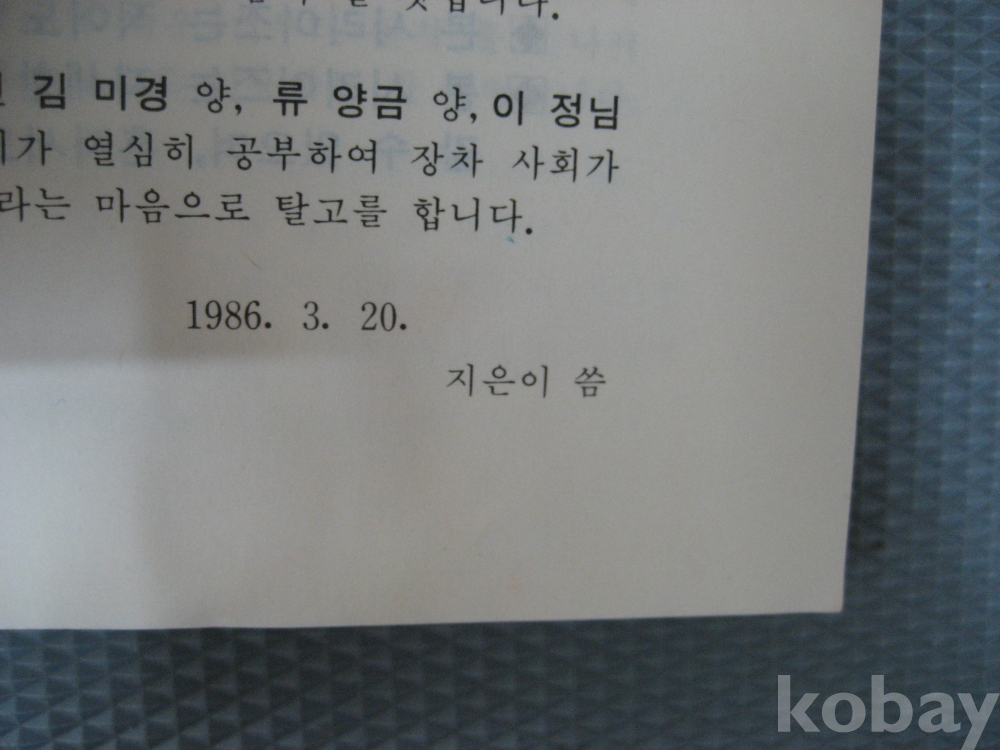 김 미경 양, 류 양금 양, 이 정님
가 열심히 공부하여 장차 사회가
라는 마음으로 탈고를 합니다.
1986. 3. 20.
지은이 씀
kobay